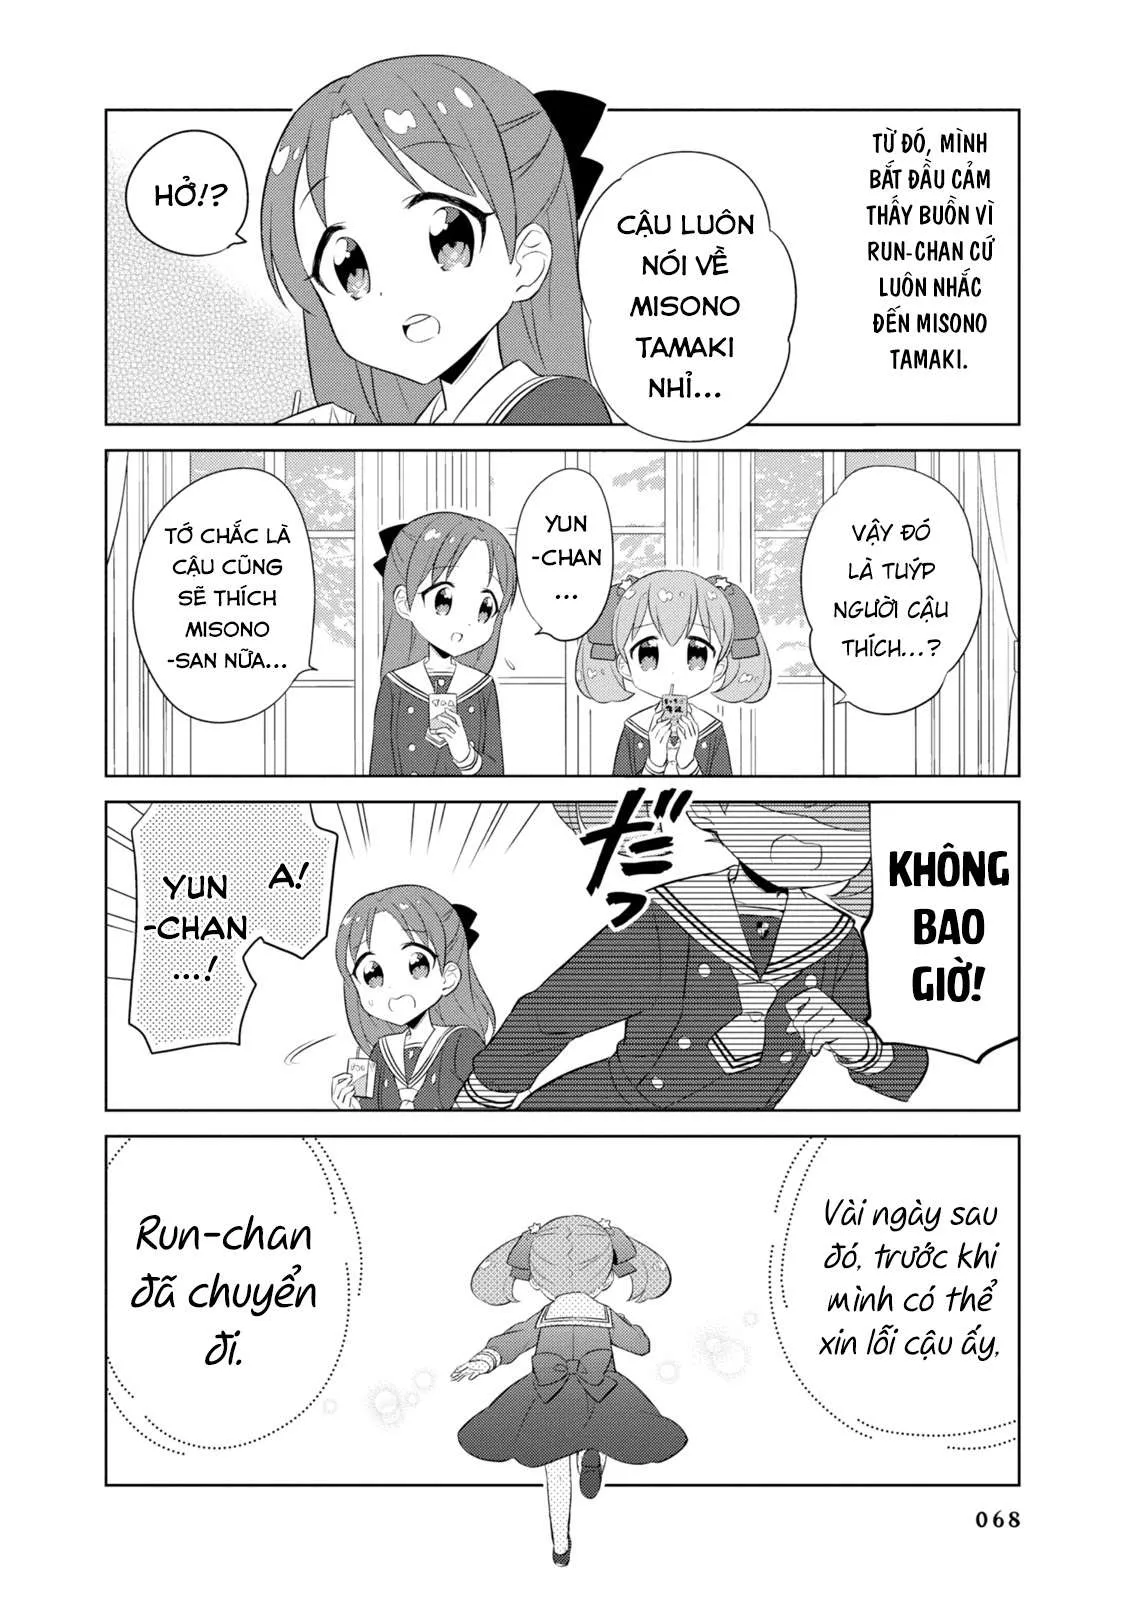 TỪ ĐÓ, MÌNH
BẮT ĐẦU CẢM
THẤY BUỒN VÌ
RUN-CHAN CỨ
LUÔN NHẮC
ĐẾN MISONO
TAMAKI.
CẬU LUÔN
NÓI VỀ
MISONO
TAMAKI
NHỈ...
HỞ!?
VẬY ĐÓ
LÀ TUÝP
NGƯỜI CẬU
THÍCH...?
YUN
-CHAN
...
TỚ CHẮC LÀ
CẬU CŨNG
SẼ THÍCH
MISONO
-SAN NỮA...
KHÔNG
BAO
GIỜ!
だっ
A!
YUN
-CHAN
...!
Vài ngày sau
đó, trước khi
mình có thể
xin lỗi cậu ấy,
Run-chan
đã chuyển
đi.
068